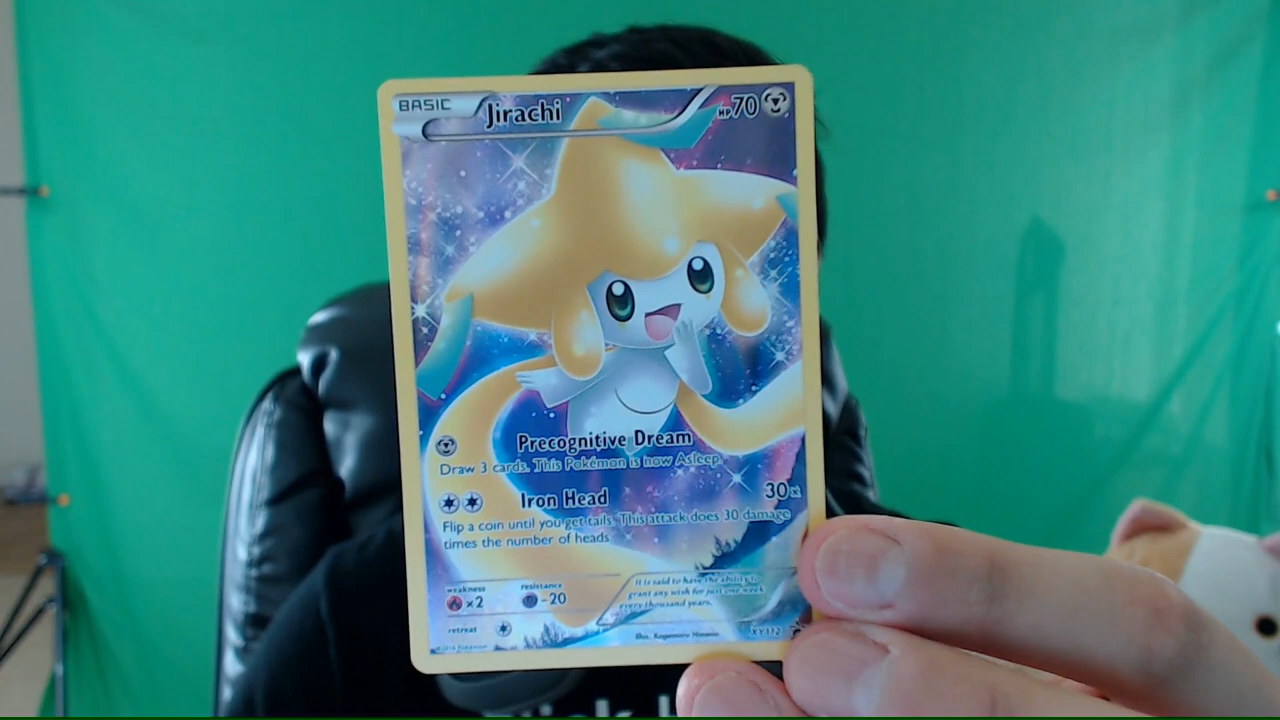 BASIC Jirachi HP70
Precognitive Dream
Draw 3 cards. This Pokémon is now Asleep.
Iron Head 30x
Flip a coin until you get tails. This attack does 30 damage
times the number of heads.
weakness resistance
×2 -20
It is said to have the ability to
grant any wish for just one week
every thousand years.
retreat
Illus. Kagemaru Himeno XY112
©2016 Pokémon